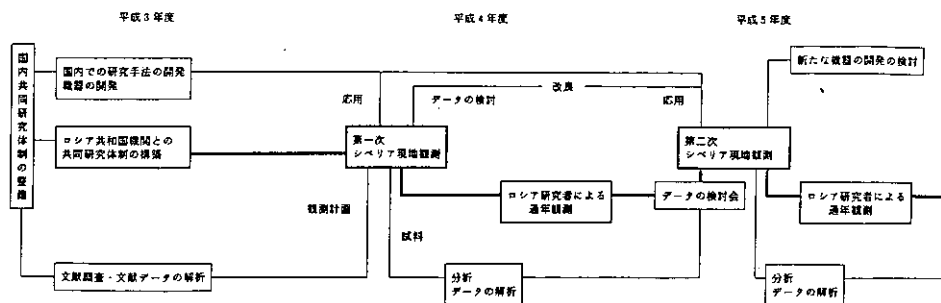 平成3年度
平成4年度
平成5年度
国内共同研究体制の整備
国内での研究手法の開発
機器の開発
ロシア共和国機関との
共同研究体制の構築
文献調査・文献データの解析
応用
データの検討
改良
応用
第一次
シベリア現地観測
観測計画
試料
ロシア研究者による
通年観測
データの検討会
分析
データの解析
新たな機器の開発の検討
第二次
シベリア現地観測
ロシア研究者による
通年観測
分析
データの解析